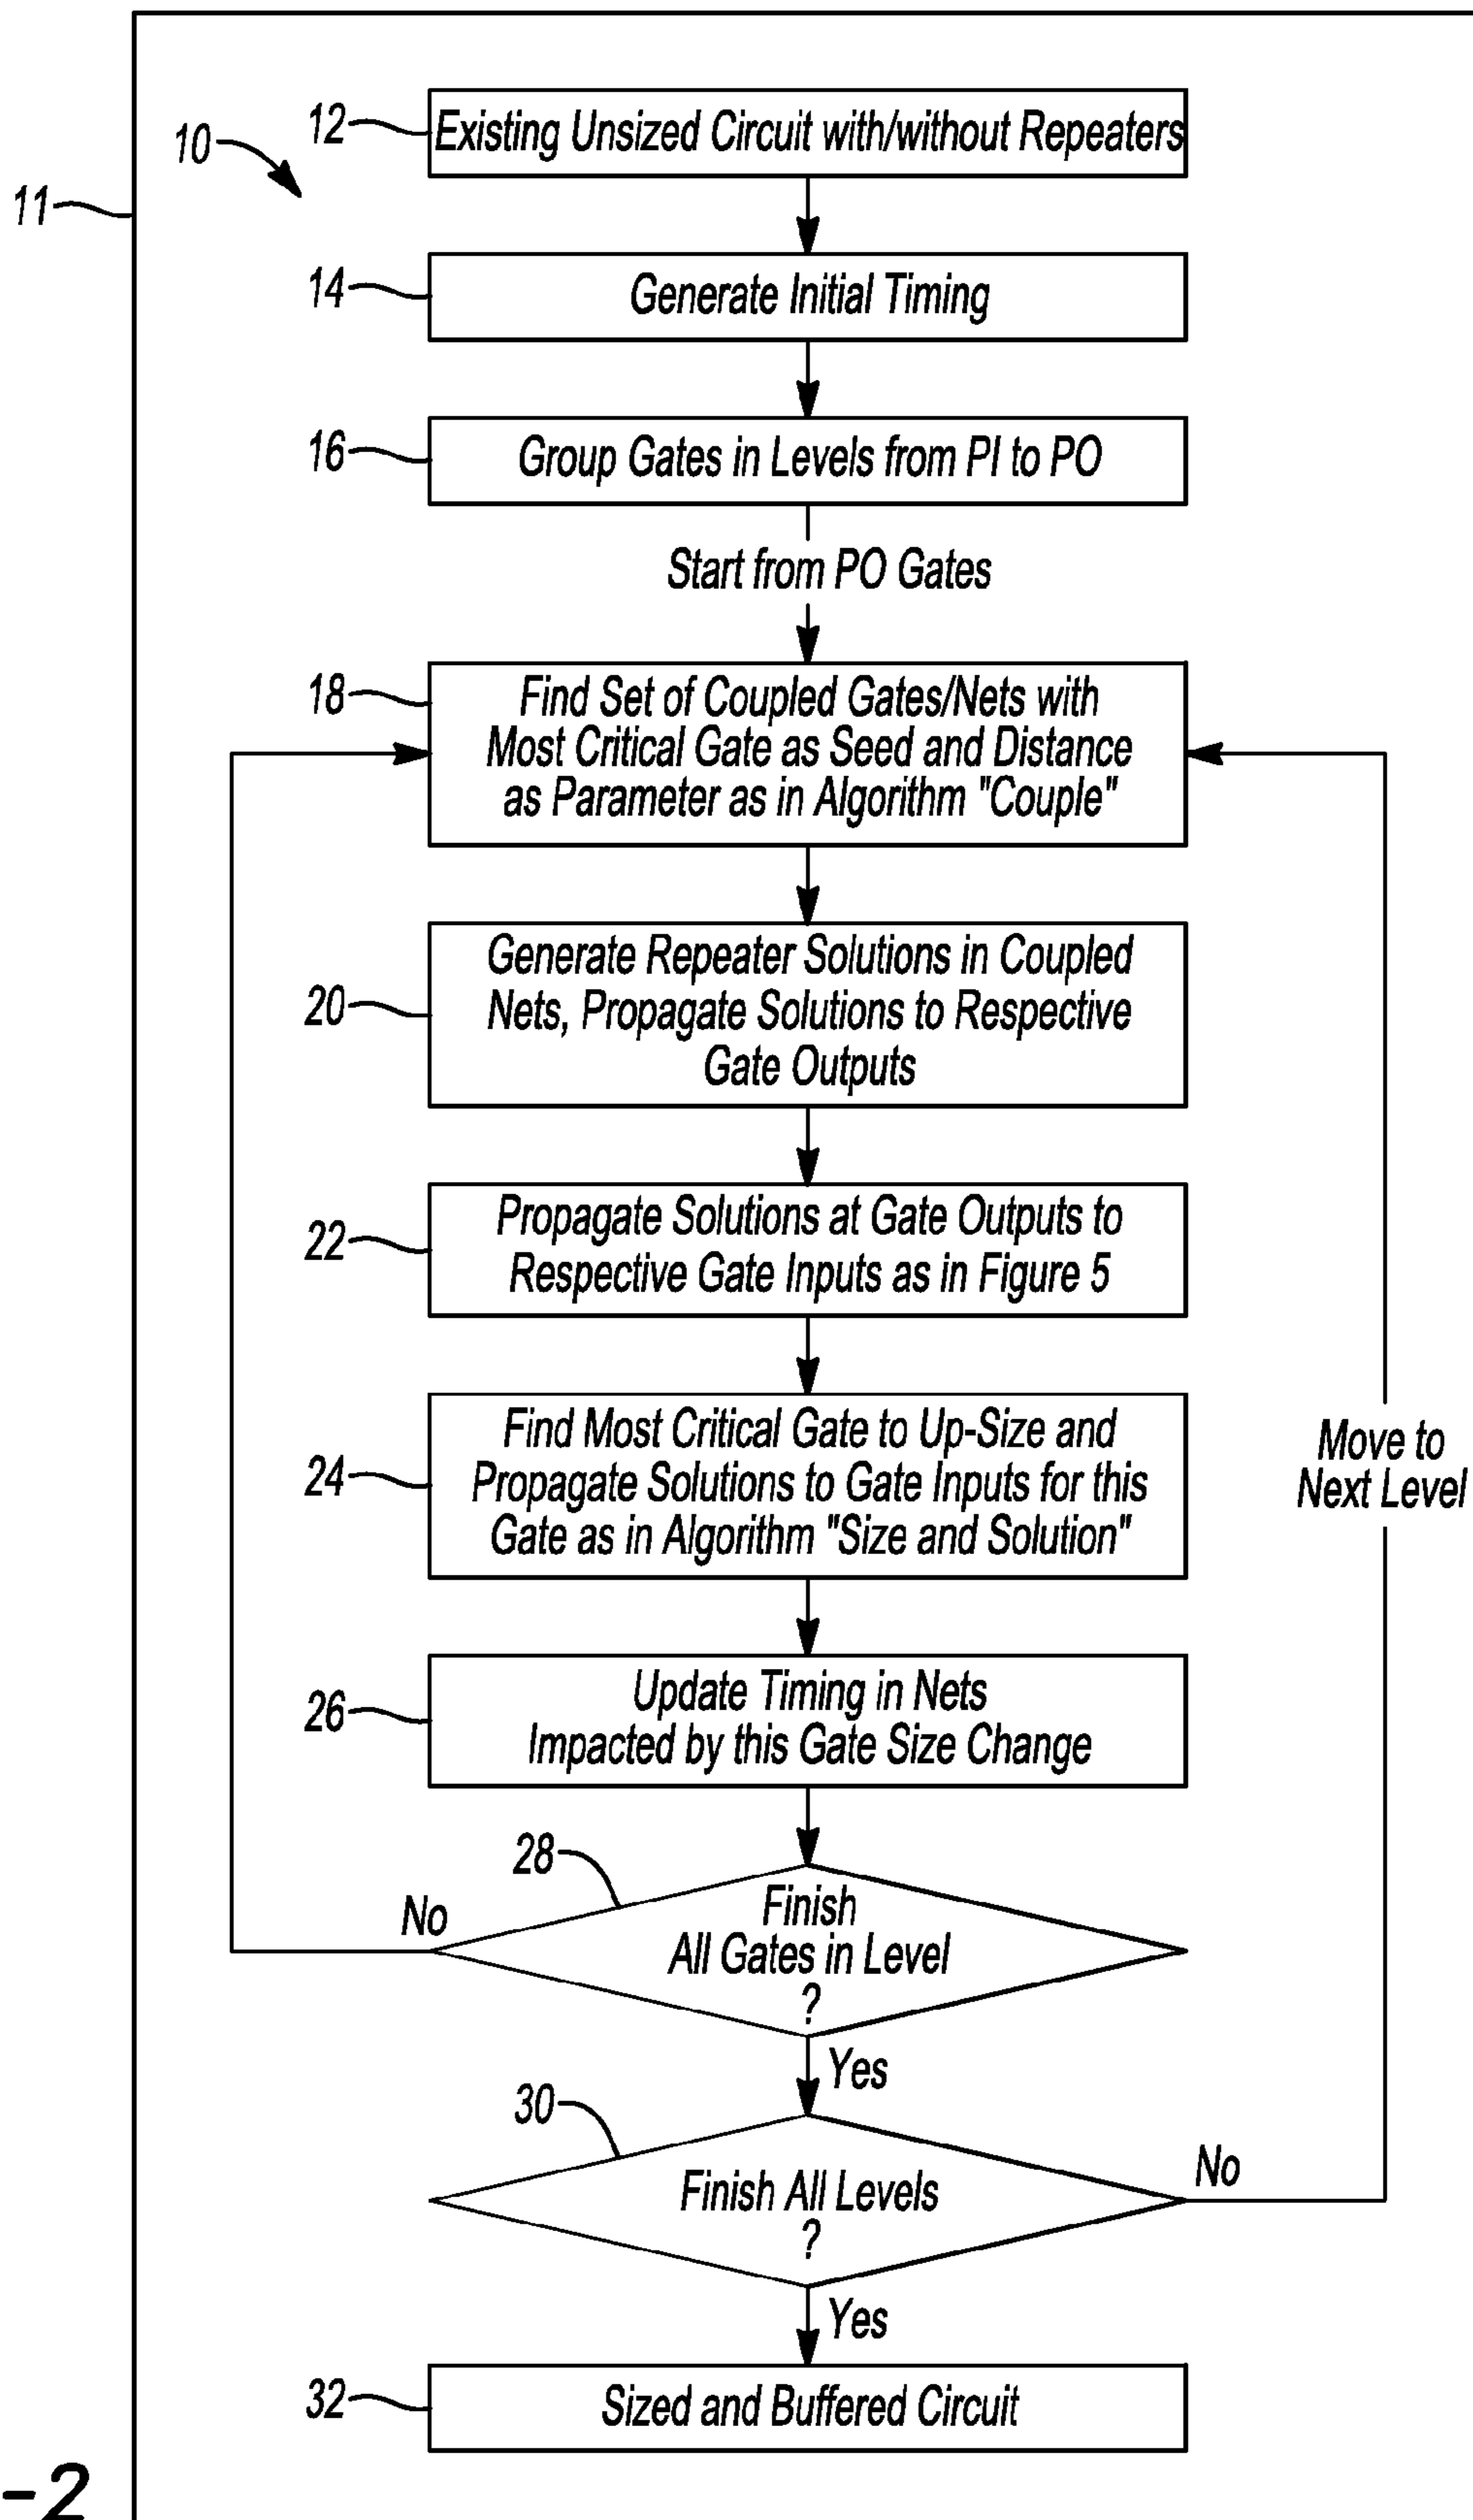 10
11
12
Existing Unsized Circuit with/without Repeaters
14
Generate Initial Timing
16
Group Gates in Levels from PI to PO
Start from PO Gates
18
Find Set of Coupled Gates/Nets with
Most Critical Gate as Seed and Distance
as Parameter as in Algorithm "Couple"
20
Generate Repeater Solutions in Coupled
Nets, Propagate Solutions to Respective
Gate Outputs
22
Propagate Solutions at Gate Outputs to
Respective Gate Inputs as in Figure 5
24
Find Most Critical Gate to Up-Size and
Propagate Solutions to Gate Inputs for this
Gate as in Algorithm "Size and Solution"
Move to
Next Level
26
Update Timing in Nets
Impacted by this Gate Size Change
28
Finish
All Gates in Level
?
No
Yes
30
Finish All Levels
?
No
Yes
32
Sized and Buffered Circuit
-2